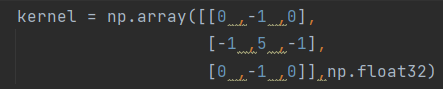 kernel = np.array([[0 ,-1 ,0],
[-1 ,5 ,-1],
[0 ,-1 ,0]],np.float32)